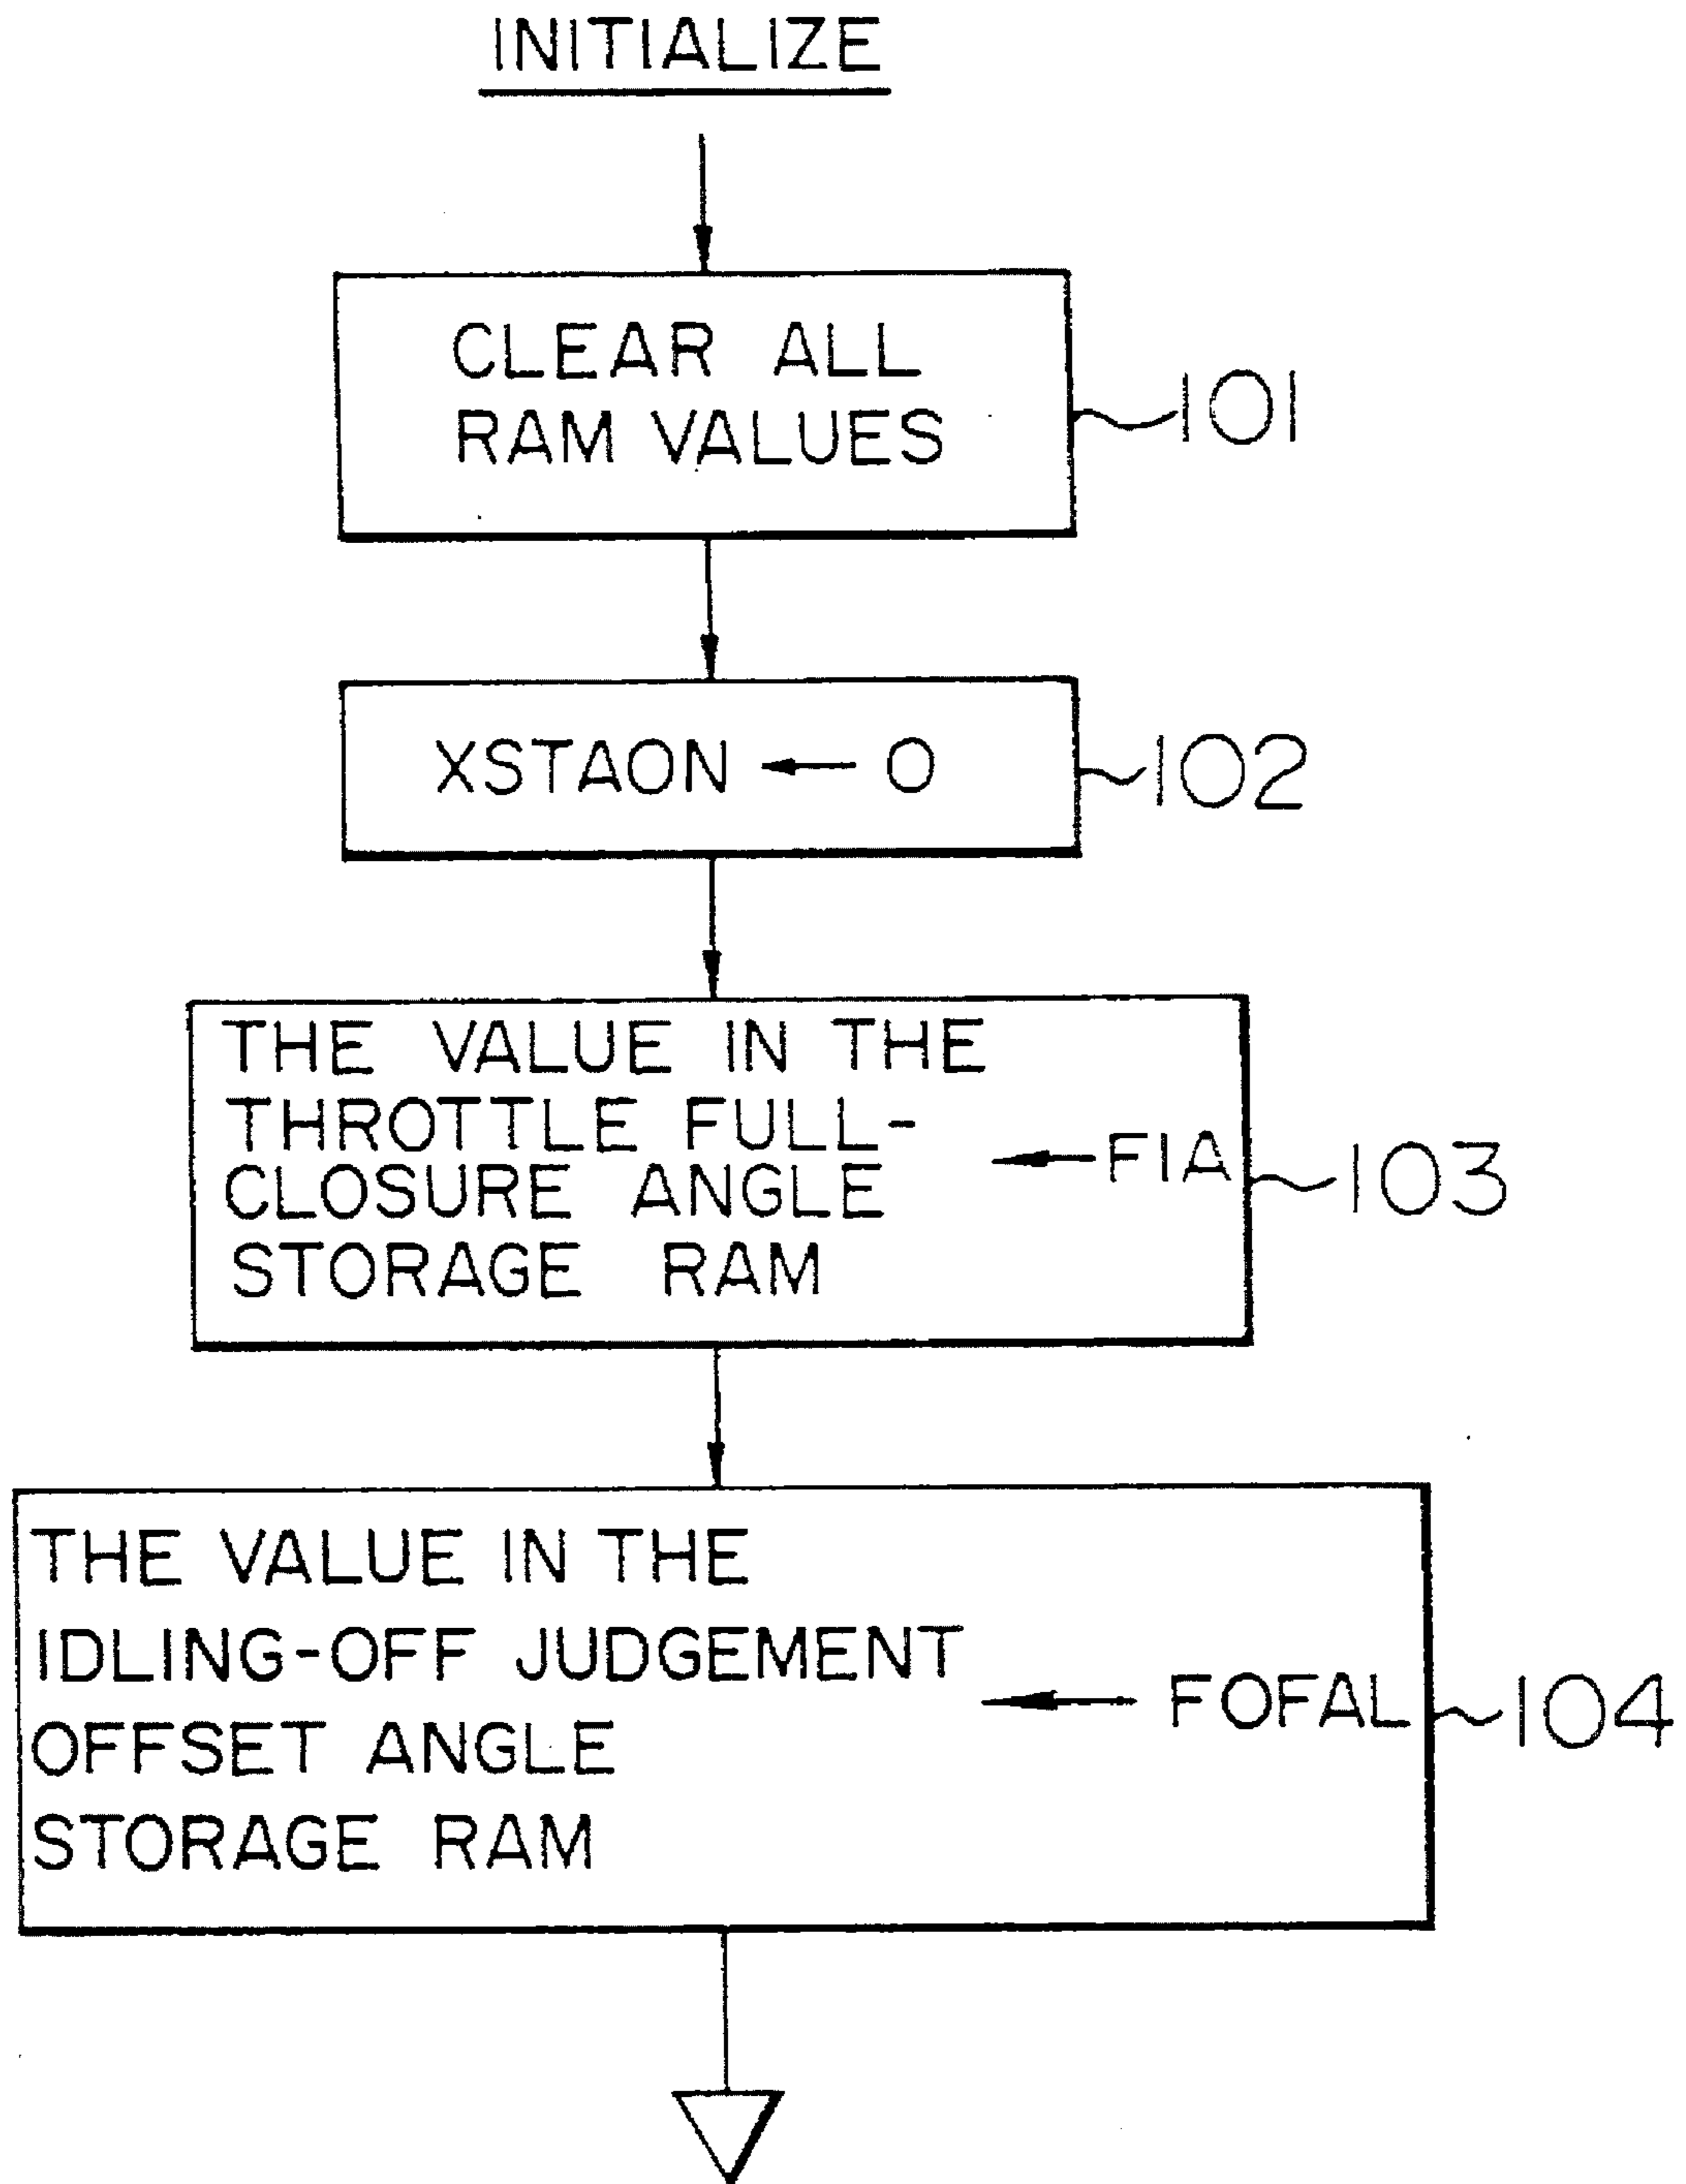 INITIALIZE
CLEAR ALL
RAM VALUES
101
XSTAON ← 0
102
THE VALUE IN THE
THROTTLE FULL-
CLOSURE ANGLE
STORAGE RAM
← FIA
103
THE VALUE IN THE
IDLING-OFF JUDGEMENT
OFFSET ANGLE
STORAGE RAM
← FOFAL
104